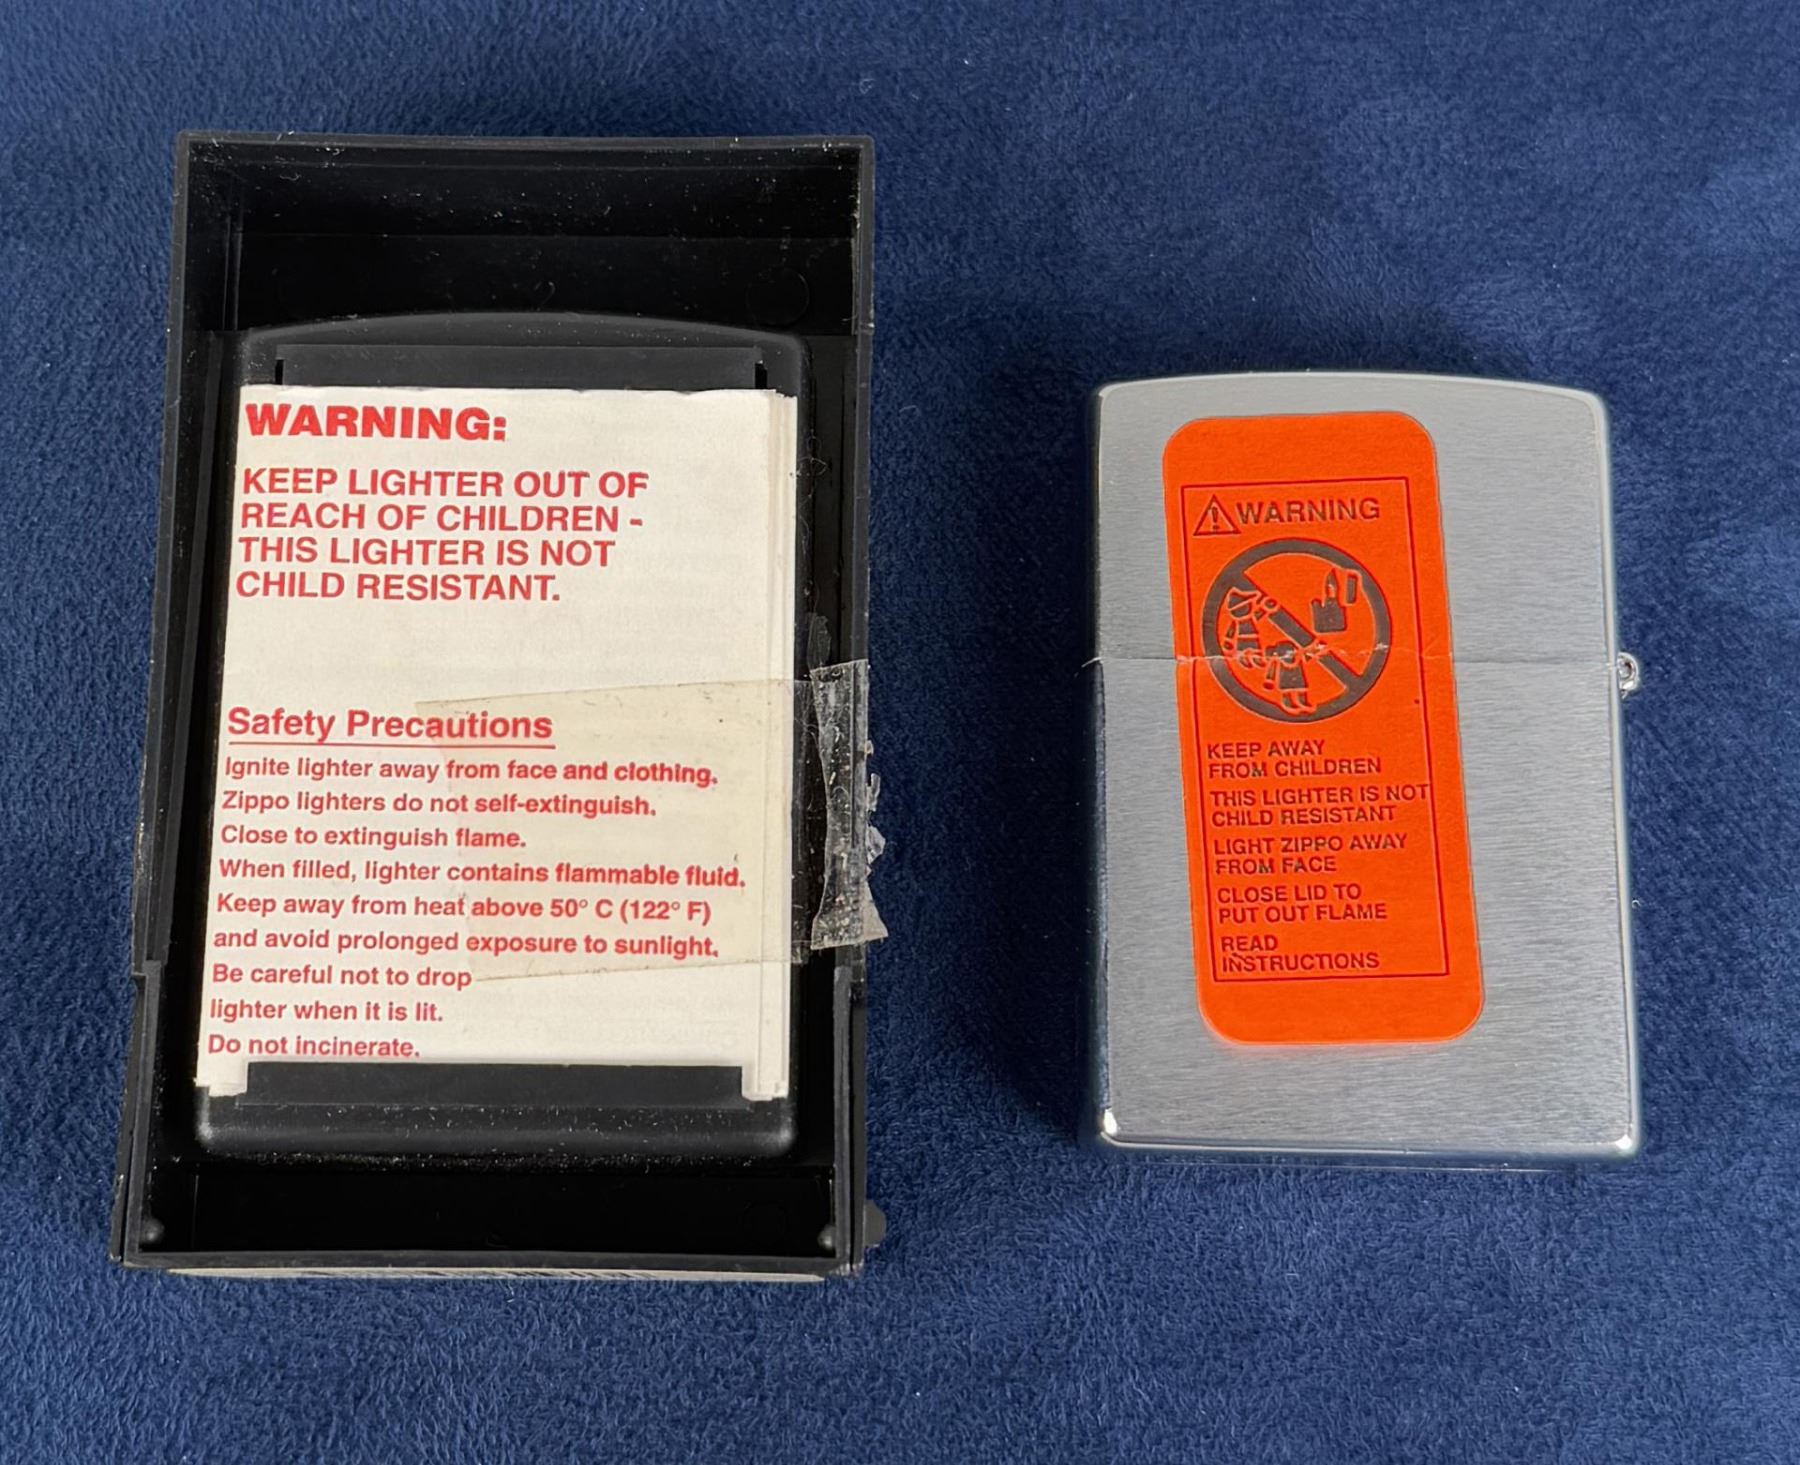 WARNING:
KEEP LIGHTER OUT OF
REACH OF CHILDREN -
THIS LIGHTER IS NOT
CHILD RESISTANT.
Safety Precautions
Ignite lighter away from face and clothing.
Zippo lighters do not self-extinguish.
Close to extinguish flame.
When filled, lighter contains flammable fluid.
Keep away from heat above 50° C (122° F)
and avoid prolonged exposure to sunlight.
Be careful not to drop
lighter when it is lit.
Do not incinerate.
WARNING
KEEP AWAY
FROM CHILDREN
THIS LIGHTER IS NOT
CHILD RESISTANT
LIGHT ZIPPO AWAY
FROM FACE
CLOSE LID TO
PUT OUT FLAME
READ
INSTRUCTIONS